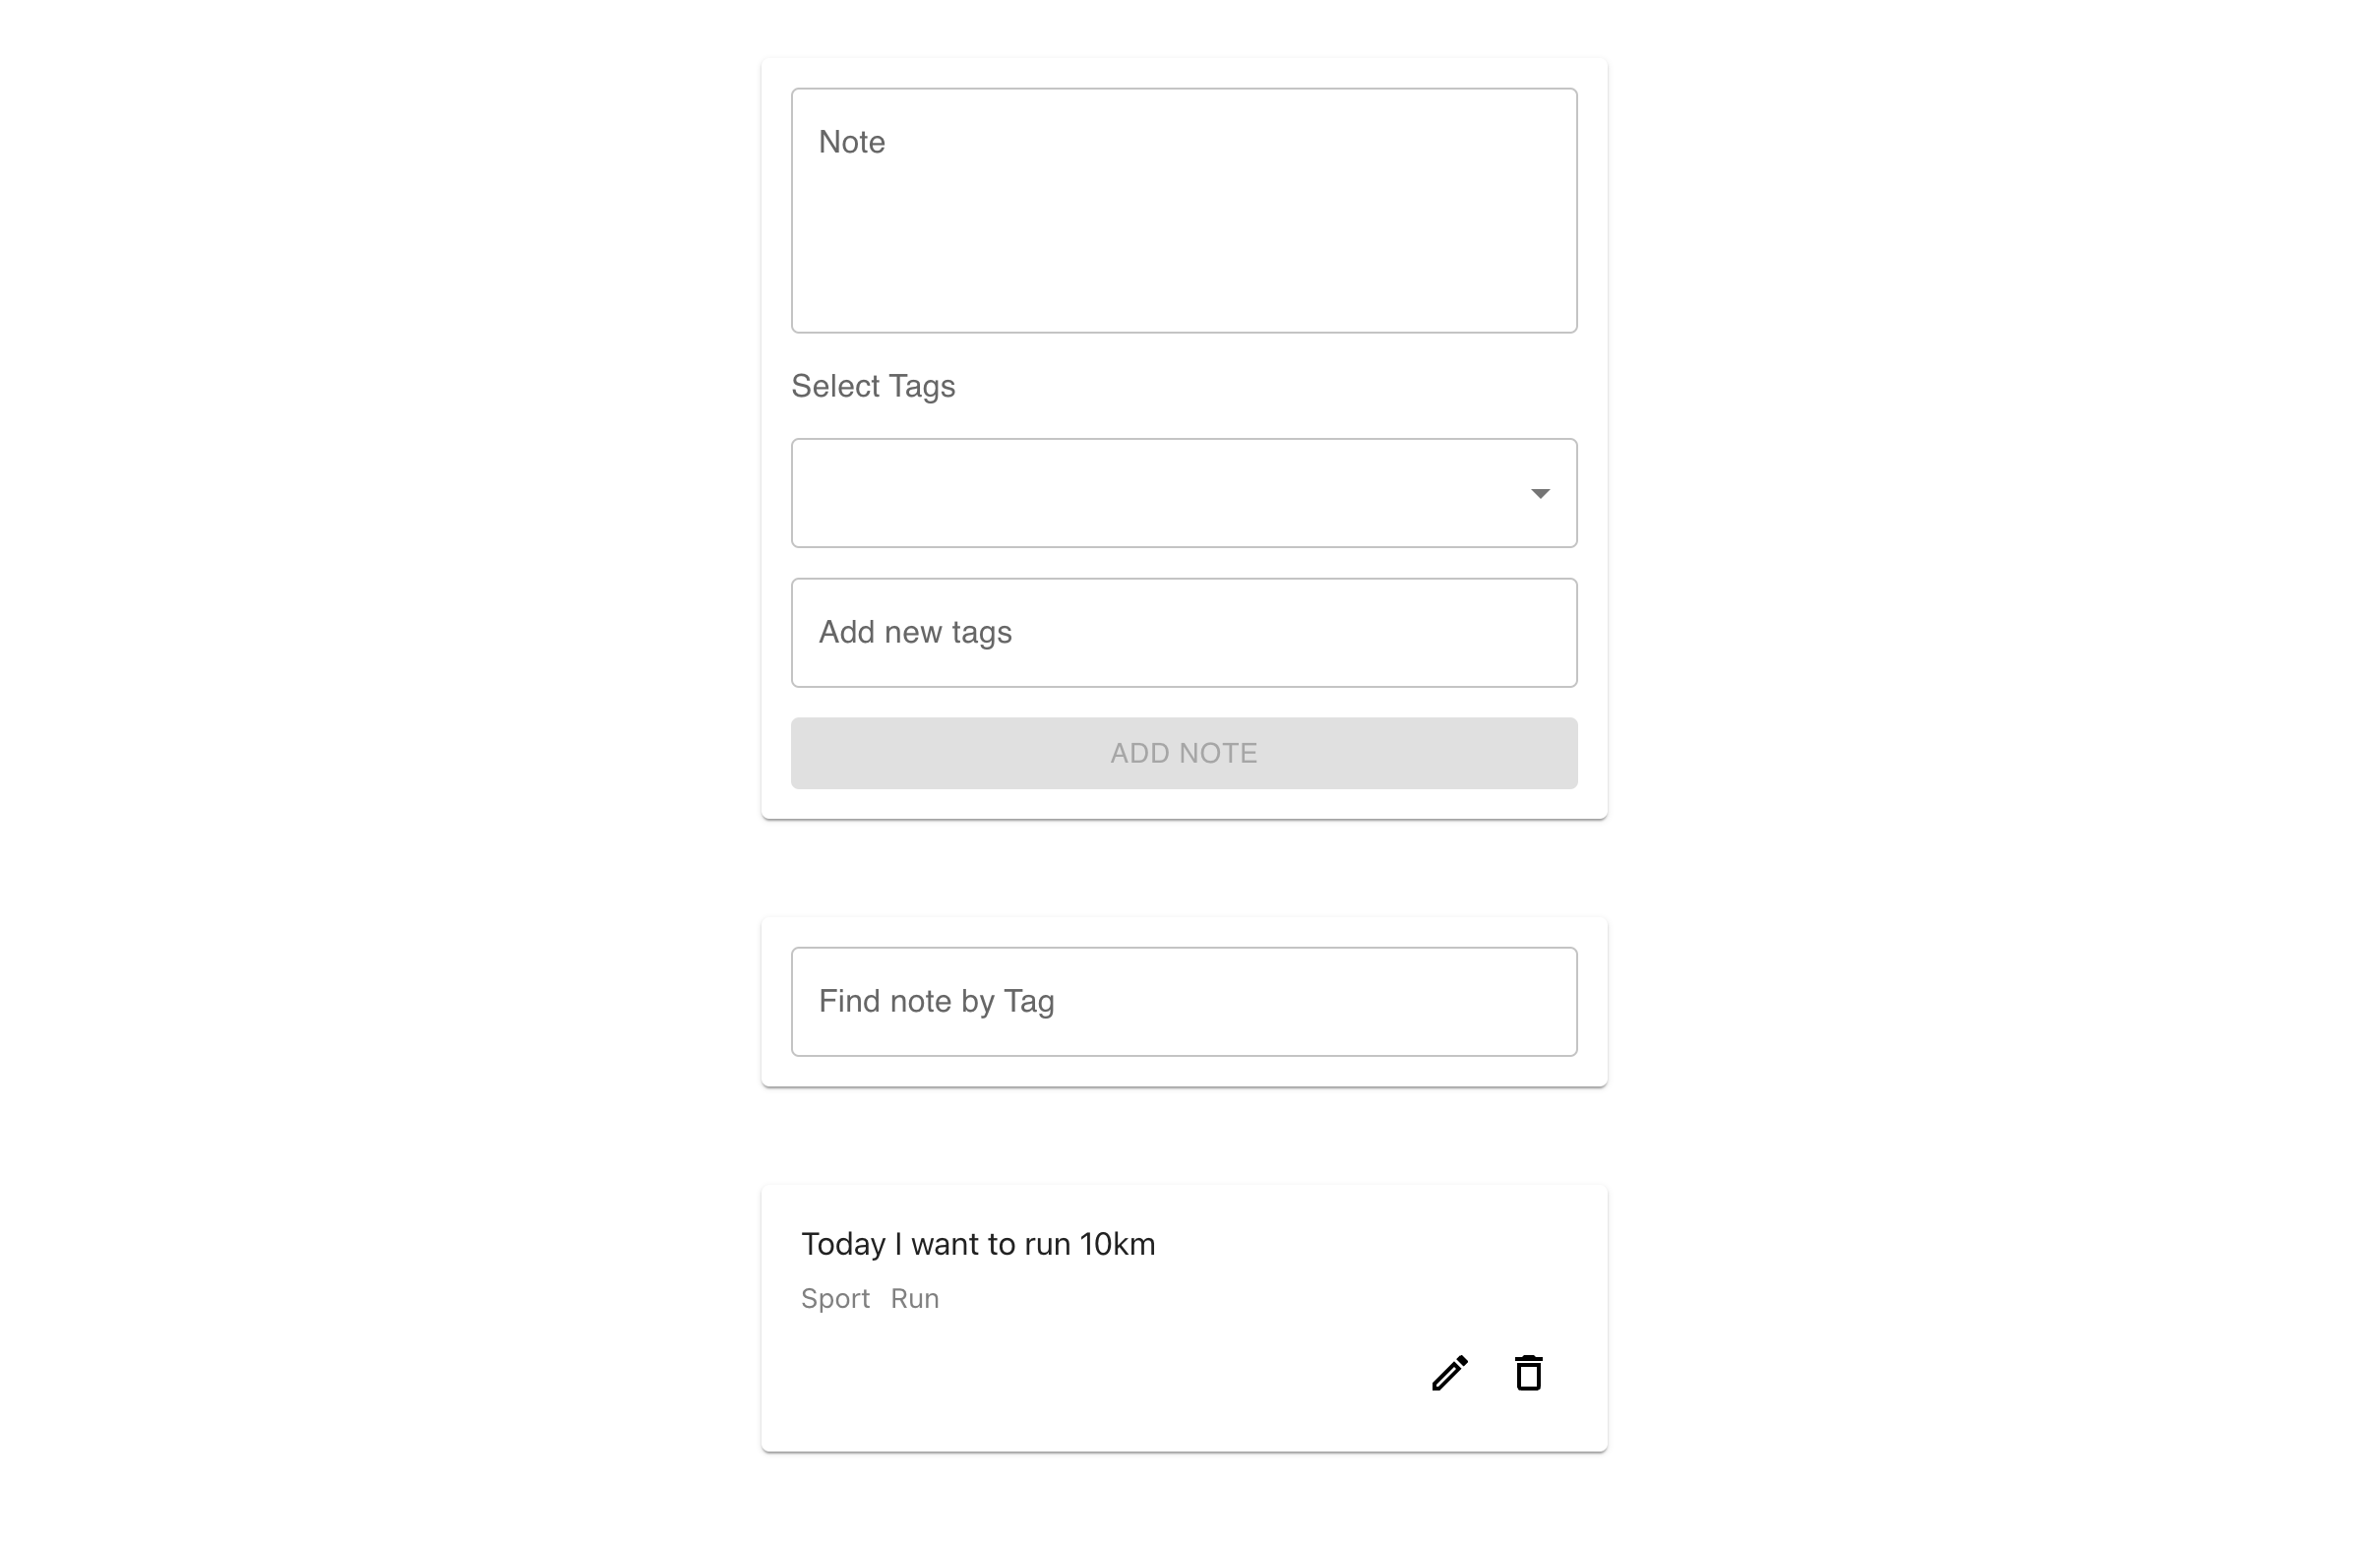 Note
Select Tags
Add new tags
ADD NOTE
Find note by Tag
Today I want to run 10km
Sport Run